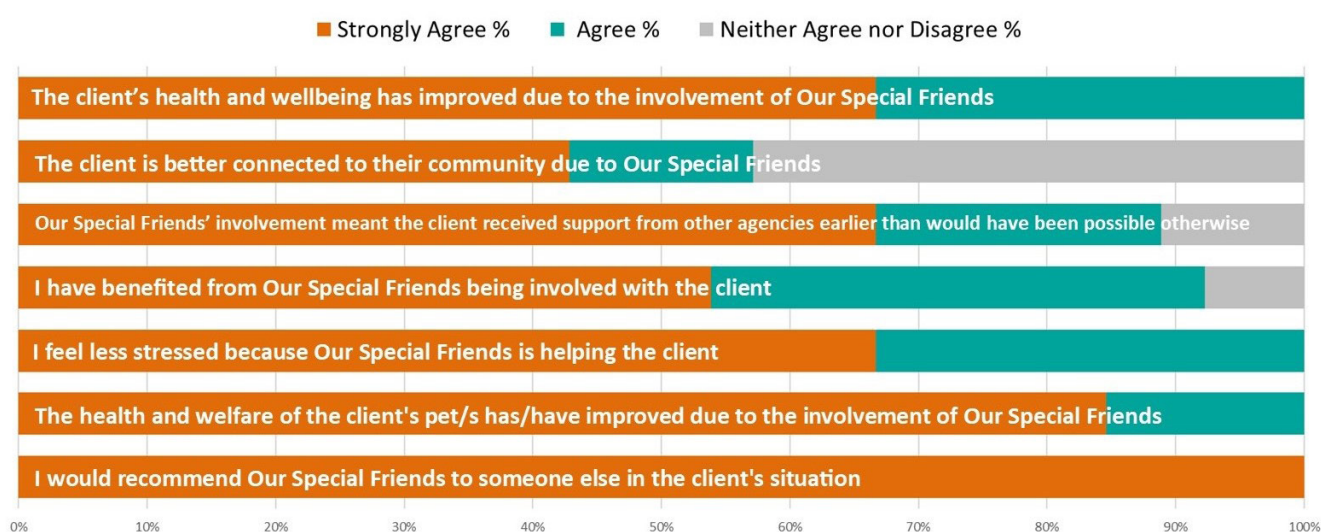 Strongly Agree % Agree % Neither Agree nor Disagree %
The client’s health and wellbeing has improved due to the involvement of Our Special Friends
The client is better connected to their community due to Our Special Friends
Our Special Friends’ involvement meant the client received support from other agencies earlier than would have been possible otherwise
I have benefited from Our Special Friends being involved with the client
I feel less stressed because Our Special Friends is helping the client
The health and welfare of the client's pet/s has/have improved due to the involvement of Our Special Friends
I would recommend Our Special Friends to someone else in the client's situation
0% 10% 20% 30% 40% 50% 60% 70% 80% 90% 100%